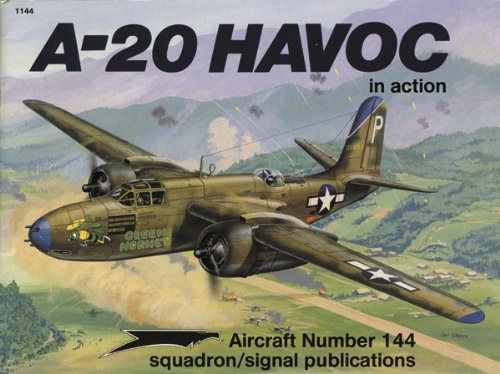 1144
A-20 HAVOC
in action
P
GREEN
HORNET
Aircraft Number 144
squadron/signal publications